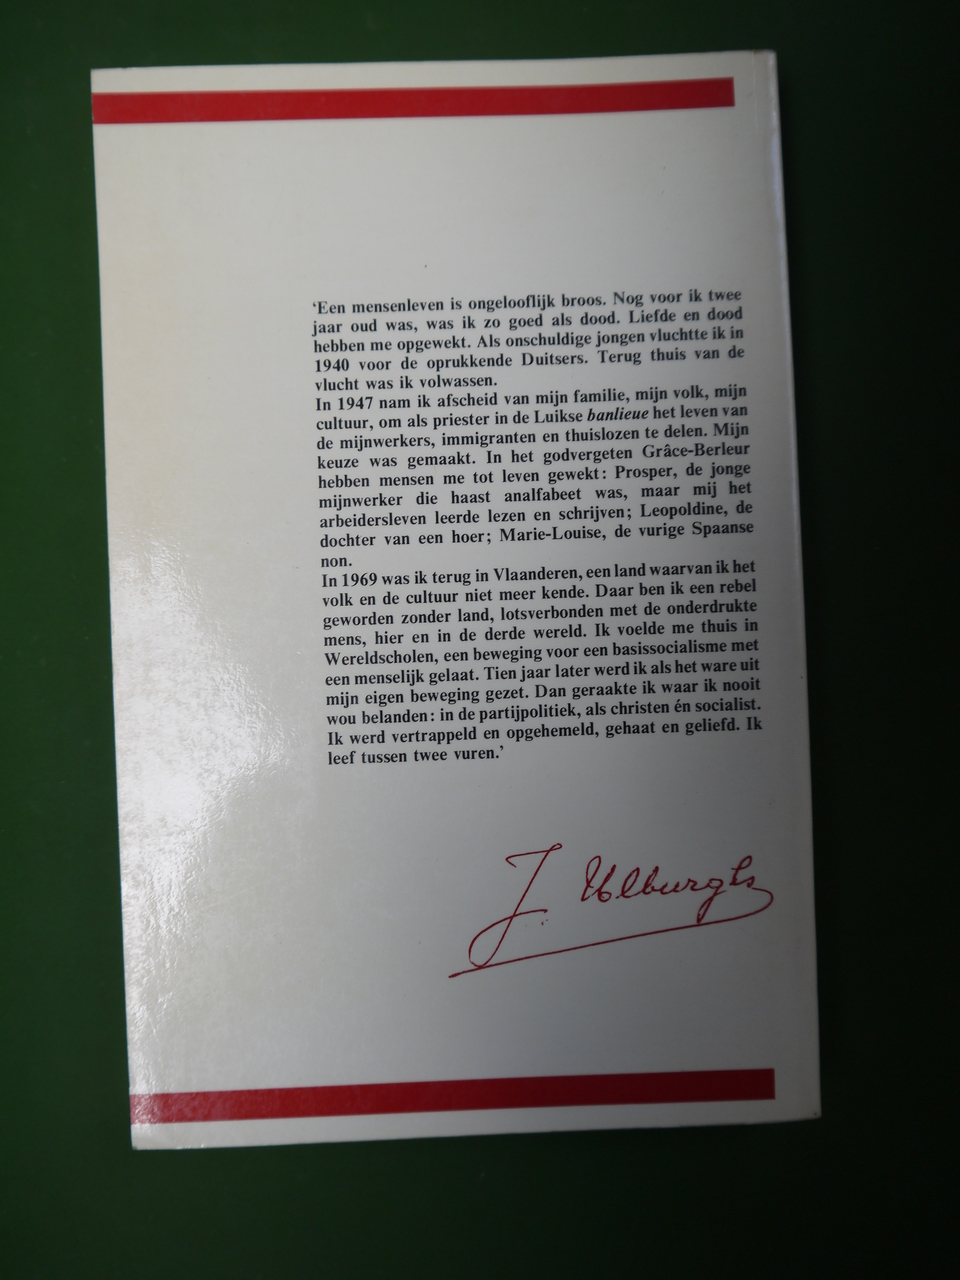 ‘Een mensenleven is ongelooflijk broos. Nog voor ik twee
jaar oud was, was ik zo goed als dood. Liefde en dood
hebben me opgewekt. Als onschuldige jongen vluchtte ik in
1940 voor de oprukkende Duitsers. Terug thuis van de
vlucht was ik volwassen.
In 1947 nam ik afscheid van mijn familie, mijn volk, mijn
cultuur, om als priester in de Luikse banlieue het leven van
de mijnwerkers, immigranten en thuislozen te delen. Mijn
keuze was gemaakt. In het godvergeten Grâce-Berleur
hebben mensen me tot leven gewekt: Prosper, de jonge
mijnwerker die haast analfabeet was, maar mij het
arbeidersleven leerde lezen en schrijven; Leopoldine, de
dochter van een hoer; Marie-Louise, de vurige Spaanse
non.
In 1969 was ik terug in Vlaanderen, een land waarvan ik het
volk en de cultuur niet meer kende. Daar ben ik een rebel
geworden zonder land, lotsverbonden met de onderdrukte
mens, hier en in de derde wereld. Ik voelde me thuis in
Wereldscholen, een beweging voor een basissocialisme met
een menselijk gelaat. Tien jaar later werd ik als het ware uit
mijn eigen beweging gezet. Dan geraakte ik waar ik nooit
wou belanden: in de partijpolitiek, als christen én socialist.
Ik werd vertrappeld en opgehemeld, gehaat en geliefd. Ik
leef tussen twee vuren.’
J. Ulburghs